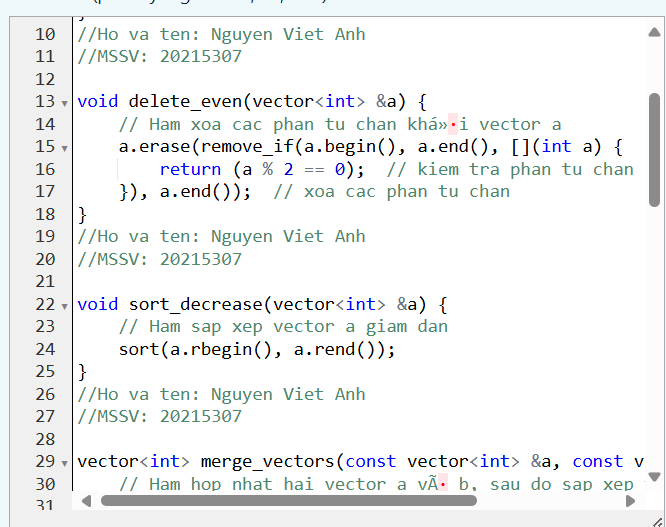 10 //Ho va ten: Nguyen Viet Anh
11 //MSSV: 20215307
12
13 void delete_even(vector<int> &a) {
14 // Ham xoa cac phan tu chan khá»·i vector a
15 a.erase(remove_if(a.begin(), a.end(), [](int a) {
16 return (a % 2 == 0); // kiem tra phan tu chan
17 }), a.end()); // xoa cac phan tu chan
18 }
19 //Ho va ten: Nguyen Viet Anh
20 //MSSV: 20215307
21
22 void sort_decrease(vector<int> &a) {
23 // Ham sap xep vector a giam dan
24 sort(a.rbegin(), a.rend());
25 }
26 //Ho va ten: Nguyen Viet Anh
27 //MSSV: 20215307
28
29 vector<int> merge_vectors(const vector<int> &a, const v
30 // Ham hop nhat hai vector a vÃ· b, sau do sap xep
31